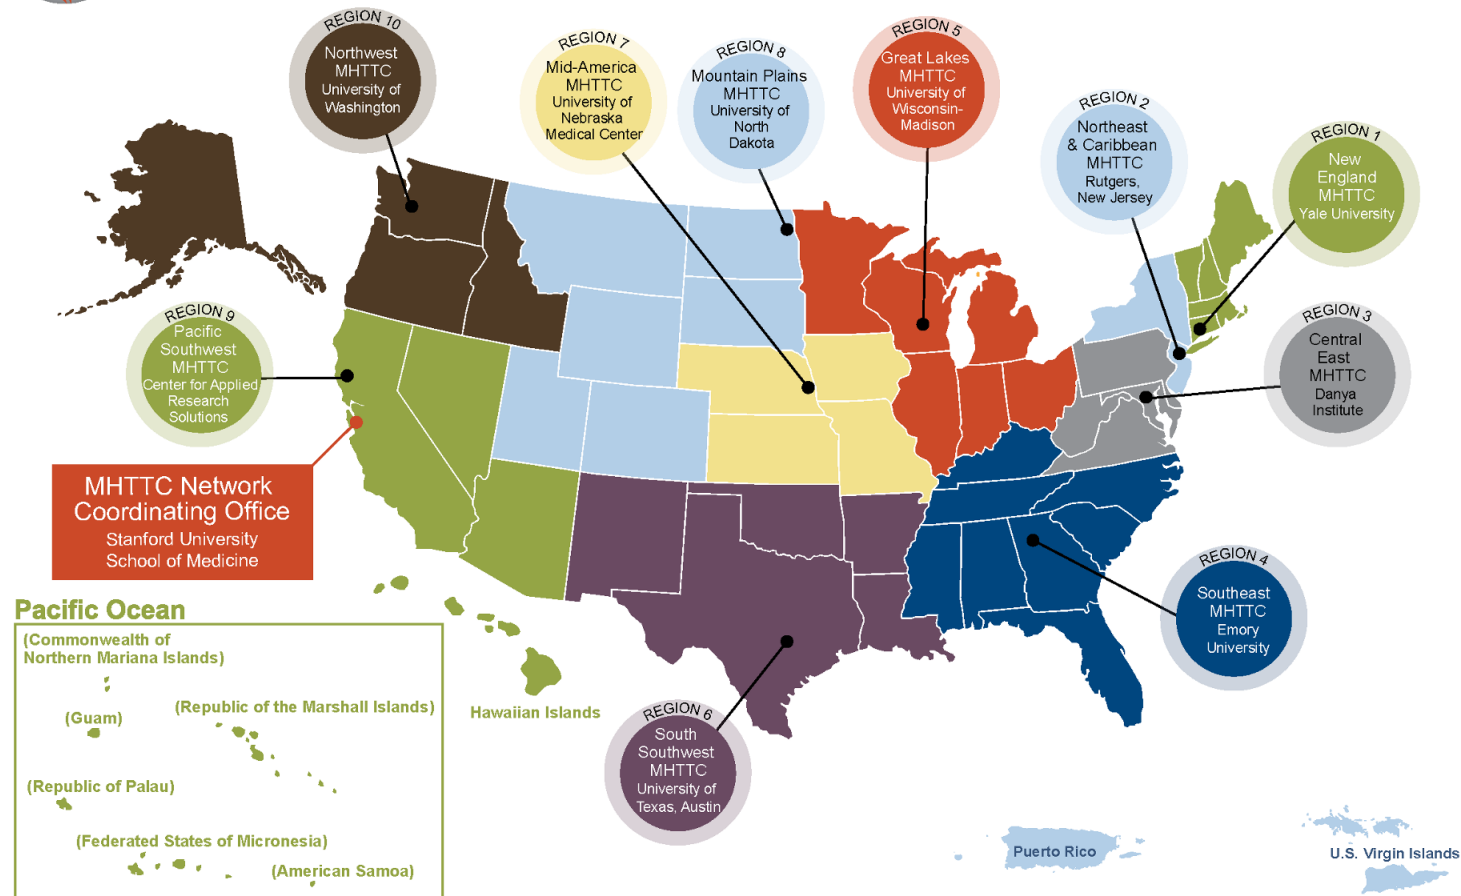 REGION 10
Northwest
MHTTC
University of
Washington
REGION 7
Mid-America
MHTTC
University of
Nebraska
Medical Center
REGION 8
Mountain Plains
MHTTC
University of
North
Dakota
REGION 5
Great Lakes
MHTTC
University of
Wisconsin-
Madison
REGION 2
Northeast
& Caribbean
MHTTC
Rutgers,
New Jersey
REGION 1
New
England
MHTTC
Yale University
REGION 9
Pacific
Southwest
MHTTC
Center for Applied
Research
Solutions
REGION 3
Central
East
MHTTC
Danya
Institute
MHTTC Network
Coordinating Office
Stanford University
School of Medicine
REGION 4
Southeast
MHTTC
Emory
University
REGION 6
South
Southwest
MHTTC
University of
Texas, Austin
Pacific Ocean
(Commonwealth of
Northern Mariana Islands)
(Guam)
(Republic of the Marshall Islands)
(Republic of Palau)
(Federated States of Micronesia)
(American Samoa)
Hawaiian Islands
Puerto Rico
U.S. Virgin Islands